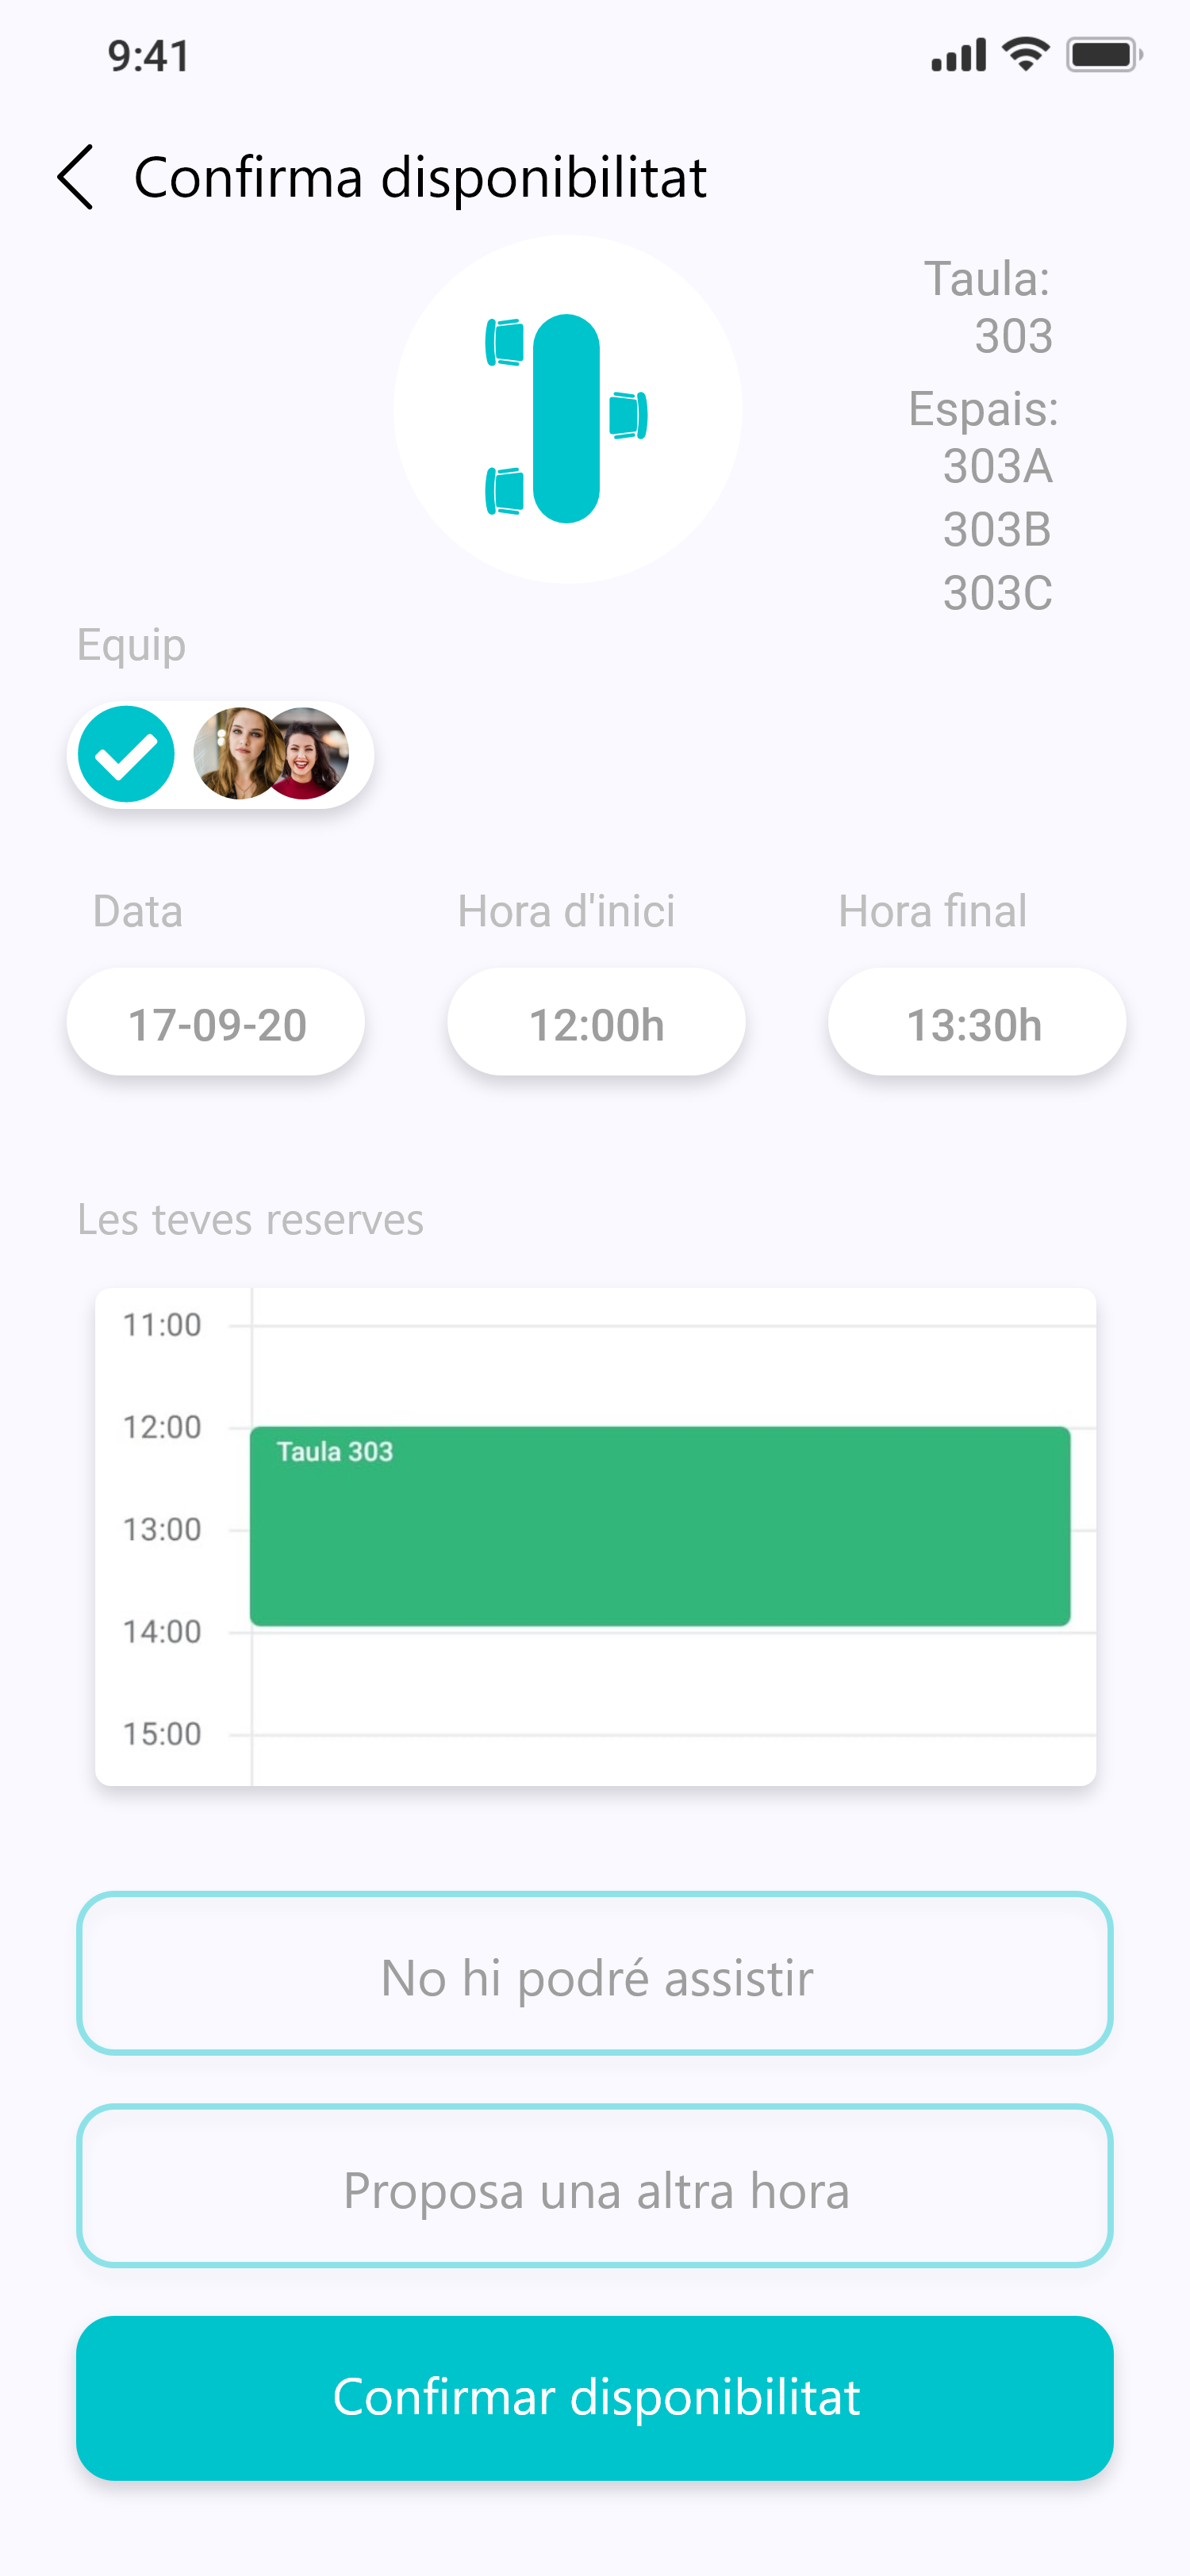 9:41
Confirma disponibilitat
Taula:
303
Espais:
303A
303B
303C
Equip
Data
Hora d'inici
Hora final
17-09-20
12:00h
13:30h
Les teves reserves
11:00
12:00
Taula 303
13:00
14:00
15:00
No hi podré assistir
Proposa una altra hora
Confirmar disponibilitat